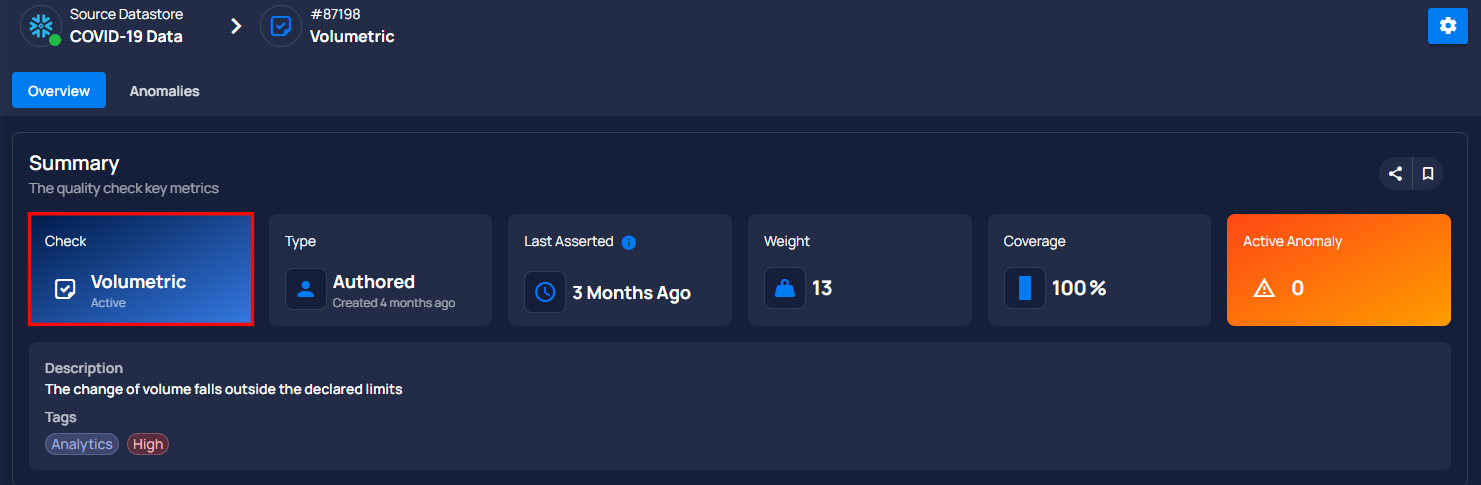 Source Datastore
COVID-19 Data
#87198
Volumetric
Overview
Anomalies
Summary
The quality check key metrics
Check
Volumetric
Active
Type
Authored
Created 4 months ago
Last Asserted
3 Months Ago
Weight
13
Coverage
100%
Active Anomaly
0
Description
The change of volume falls outside the declared limits
Tags
Analytics
High